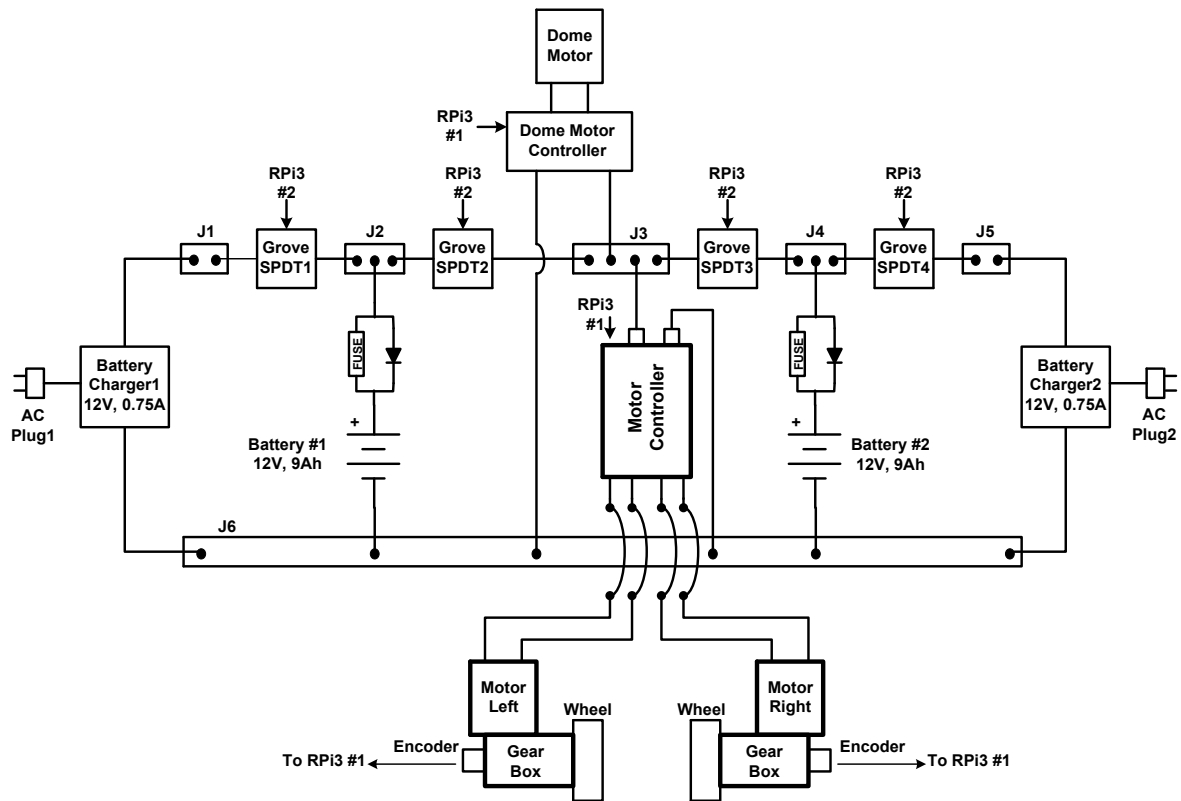 Dome
Motor
RPi3
#1
Dome Motor
Controller
RPi3
#2
RPi3
#2
RPi3
#2
RPi3
#2
J1
Grove
SPDT1
J2
Grove
SPDT2
J3
Grove
SPDT3
J4
Grove
SPDT4
J5
RPi3
#1
FUSE
Motor
Controller
FUSE
Battery
Charger1
12V, 0.75A
AC
Plug1
Battery #1
12V, 9Ah
+
Battery #2
12V, 9Ah
+
Battery
Charger2
12V, 0.75A
AC
Plug2
J6
Motor
Left
Wheel
Gear
Box
Encoder
To RPi3 #1
Motor
Right
Wheel
Gear
Box
Encoder
To RPi3 #1